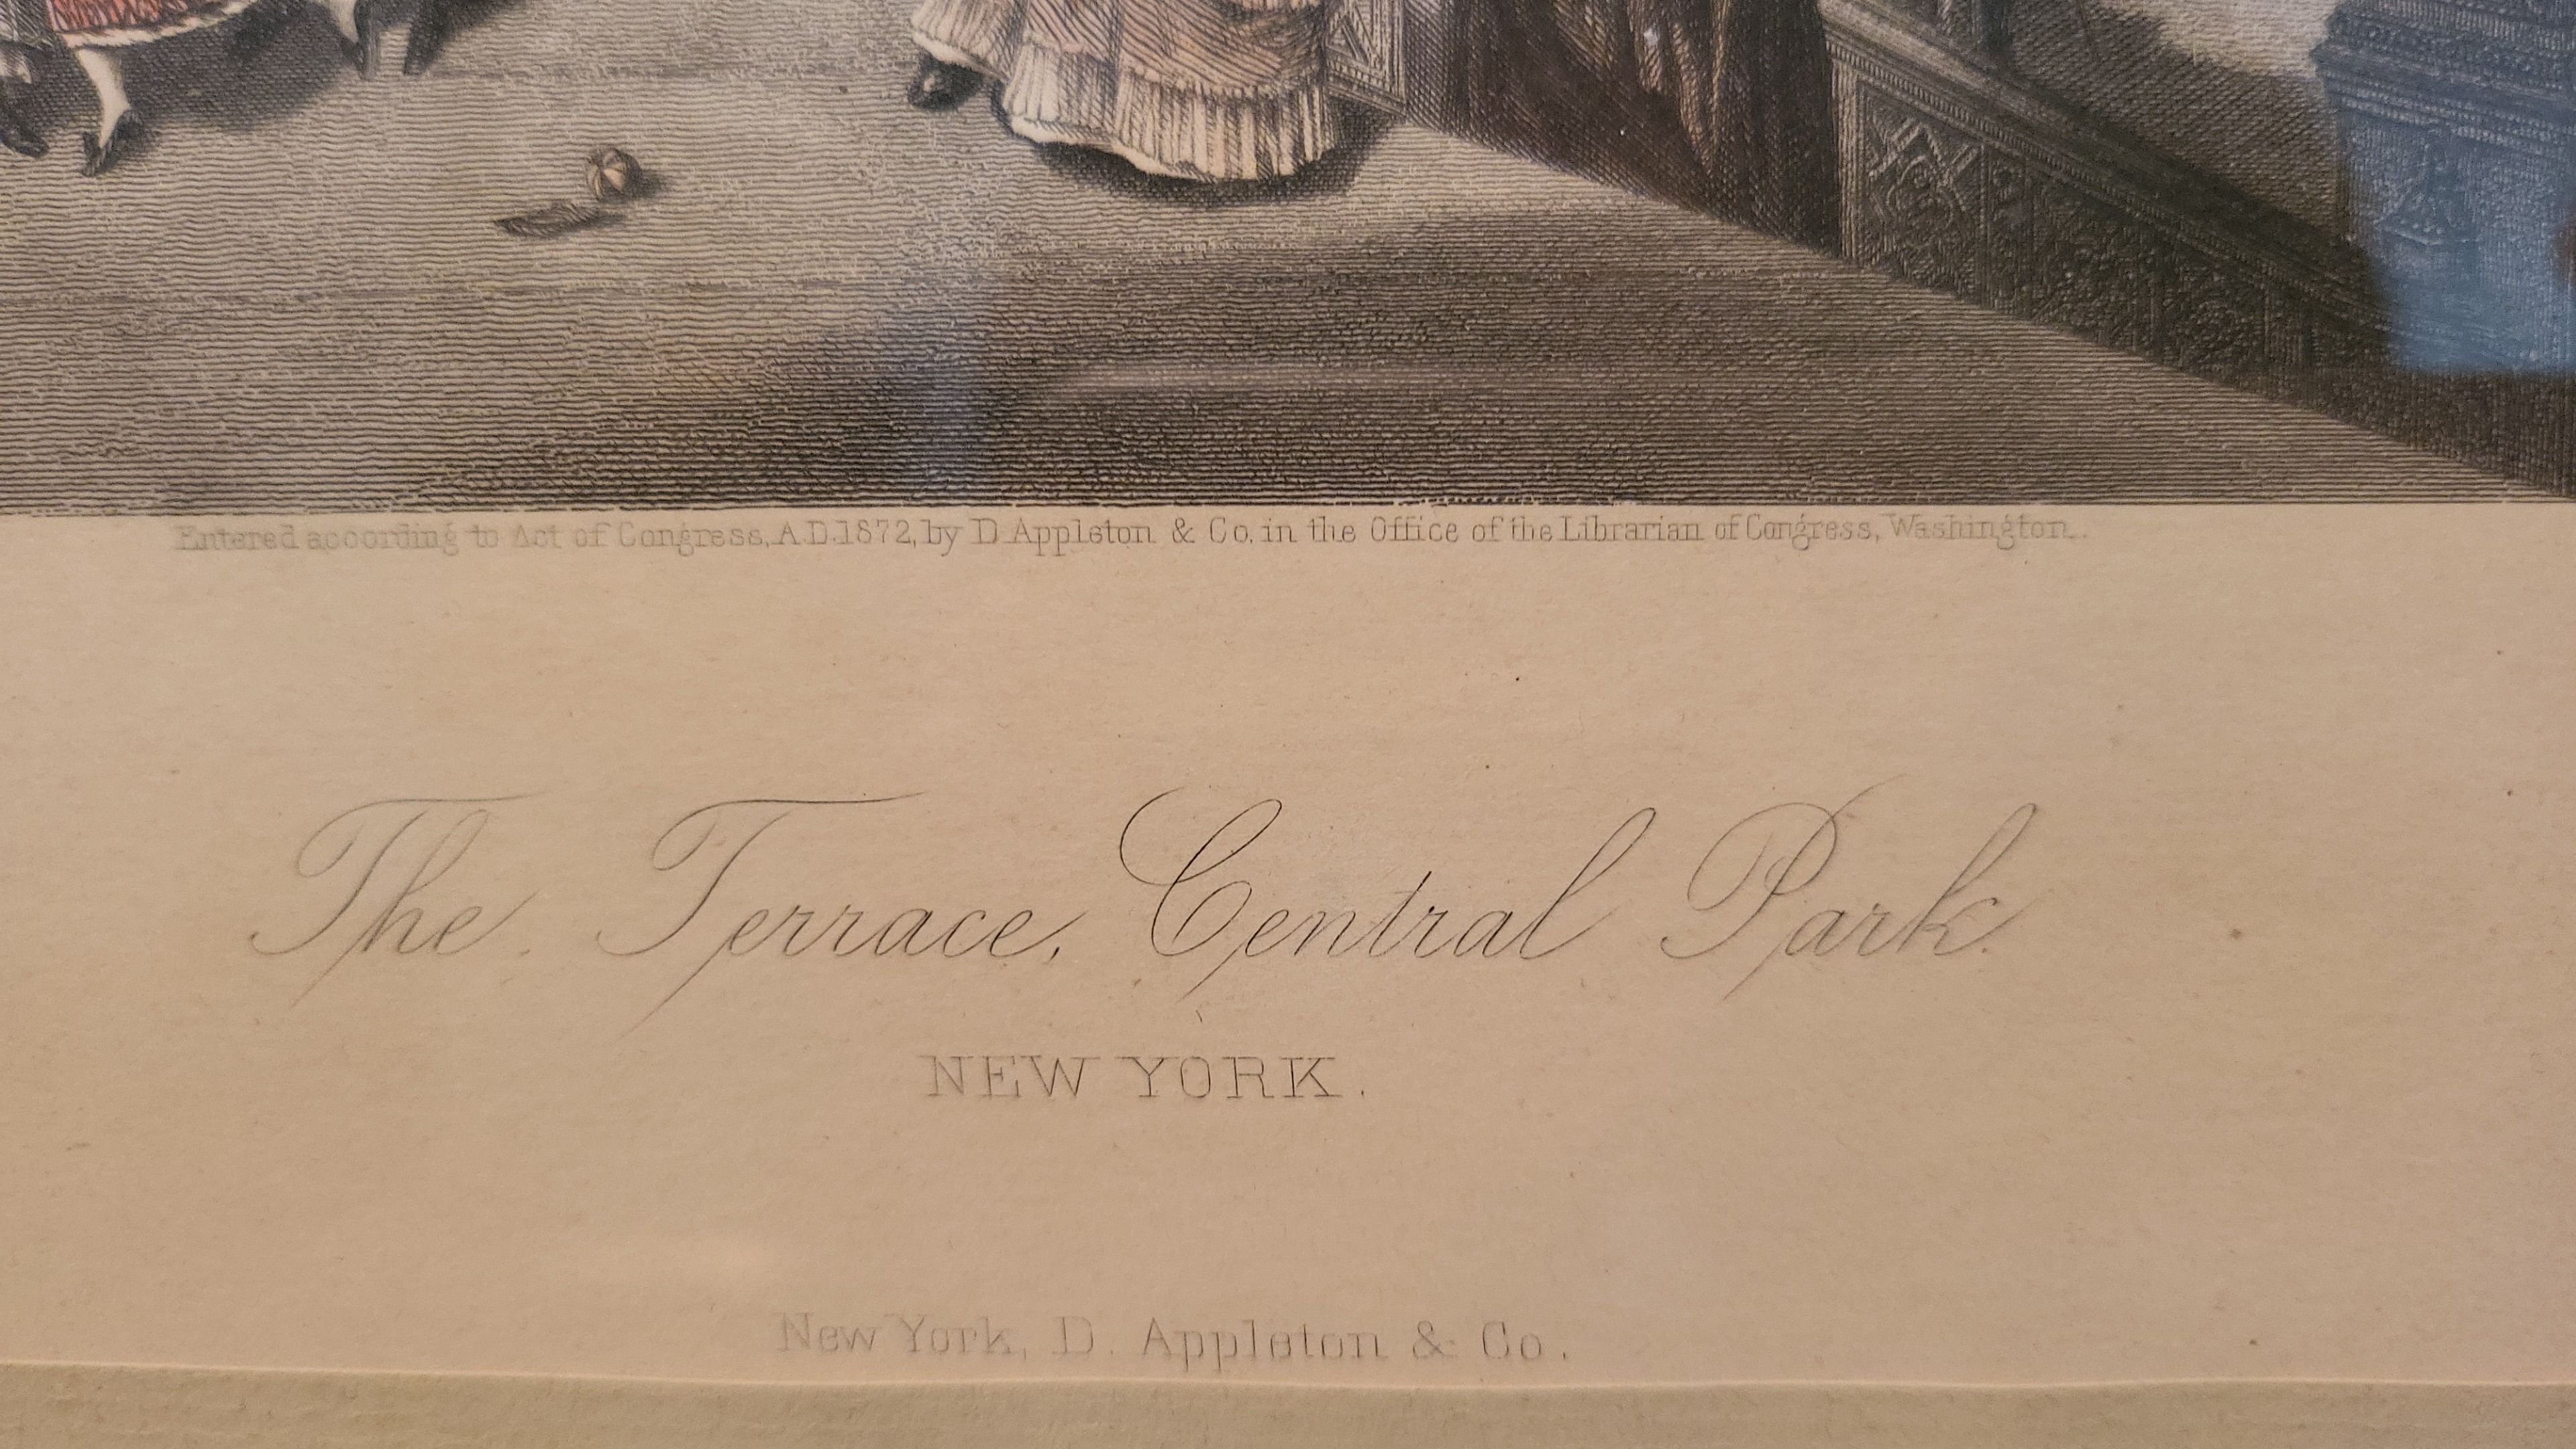 Entered according to Act of Congress, A.D. 1872, by D. Appleton & Co. in the Office of the Librarian of Congress, Washington.
The Terrace, Central Park.
NEW YORK.
New York, D. Appleton & Co.